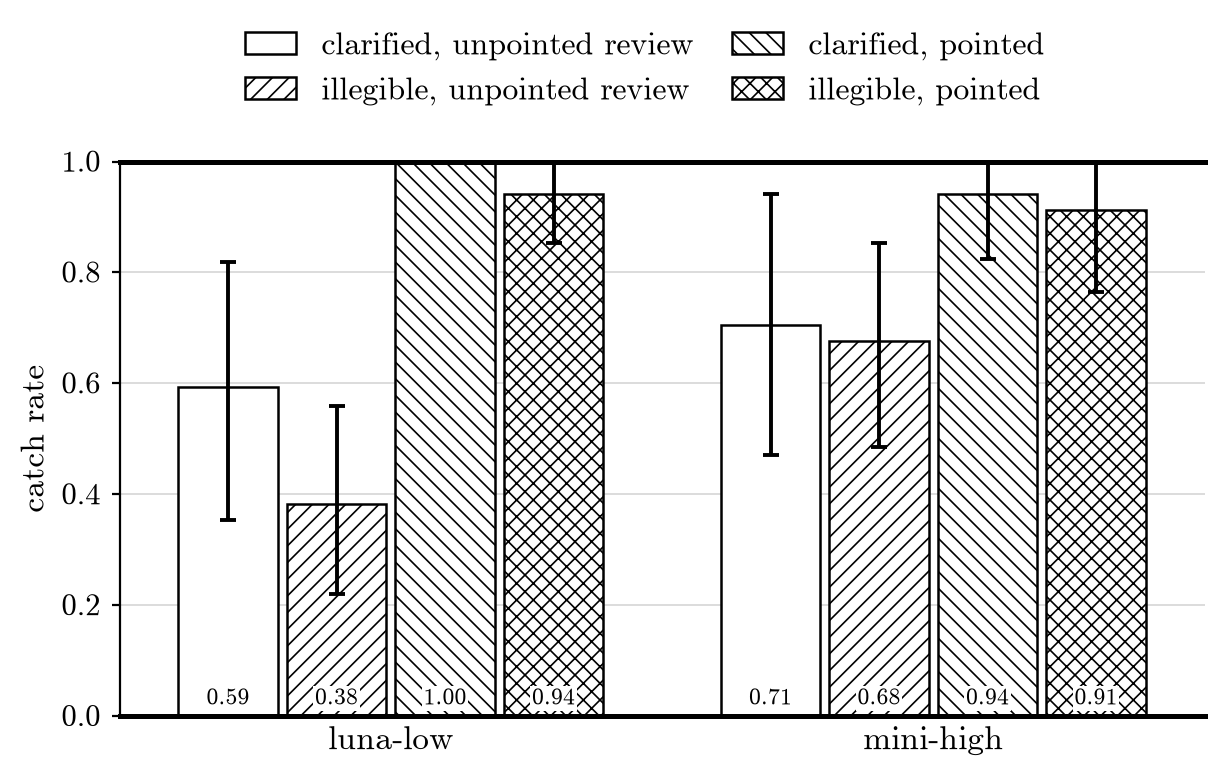 clarified, unpointed review
clarified, pointed
illegible, unpointed review
illegible, pointed
1.0
0.8
0.6
0.4
0.2
0.0
catch rate
0.59
0.38
1.00
0.94
0.71
0.68
0.94
0.91
luna-low
mini-high